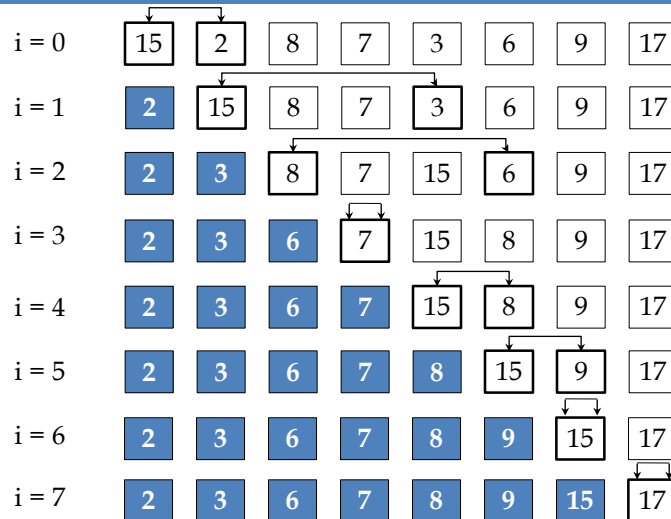 i = 0 15 2 8 7 3 6 9 17
i = 1 2 15 8 7 3 6 9 17
i = 2 2 3 8 7 15 6 9 17
i = 3 2 3 6 7 15 8 9 17
i = 4 2 3 6 7 15 8 9 17
i = 5 2 3 6 7 8 15 9 17
i = 6 2 3 6 7 8 9 15 17
i = 7 2 3 6 7 8 9 15 17